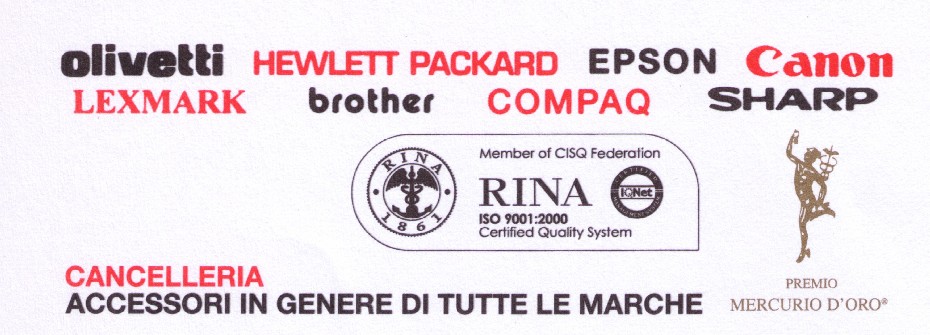 olivetti HEWLETT PACKARD EPSON Canon
LEXMARK brother COMPAQ SHARP
RINA
1861
Member of CISQ Federation
RINA
ISO 9001:2000
Certified Quality System
IQNet
PREMIO
MERCURIO D'ORO®
CANCELLERIA
ACCESSORI IN GENERE DI TUTTE LE MARCHE